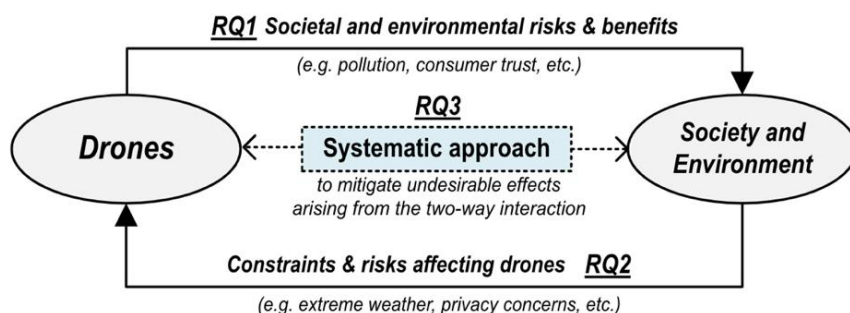 RQ1 Societal and environmental risks & benefits
(e.g. pollution, consumer trust, etc.)
RQ3
Drones
Systematic approach
Society and
Environment
to mitigate undesirable effects
arising from the two-way interaction
Constraints & risks affecting drones RQ2
(e.g. extreme weather, privacy concerns, etc.)